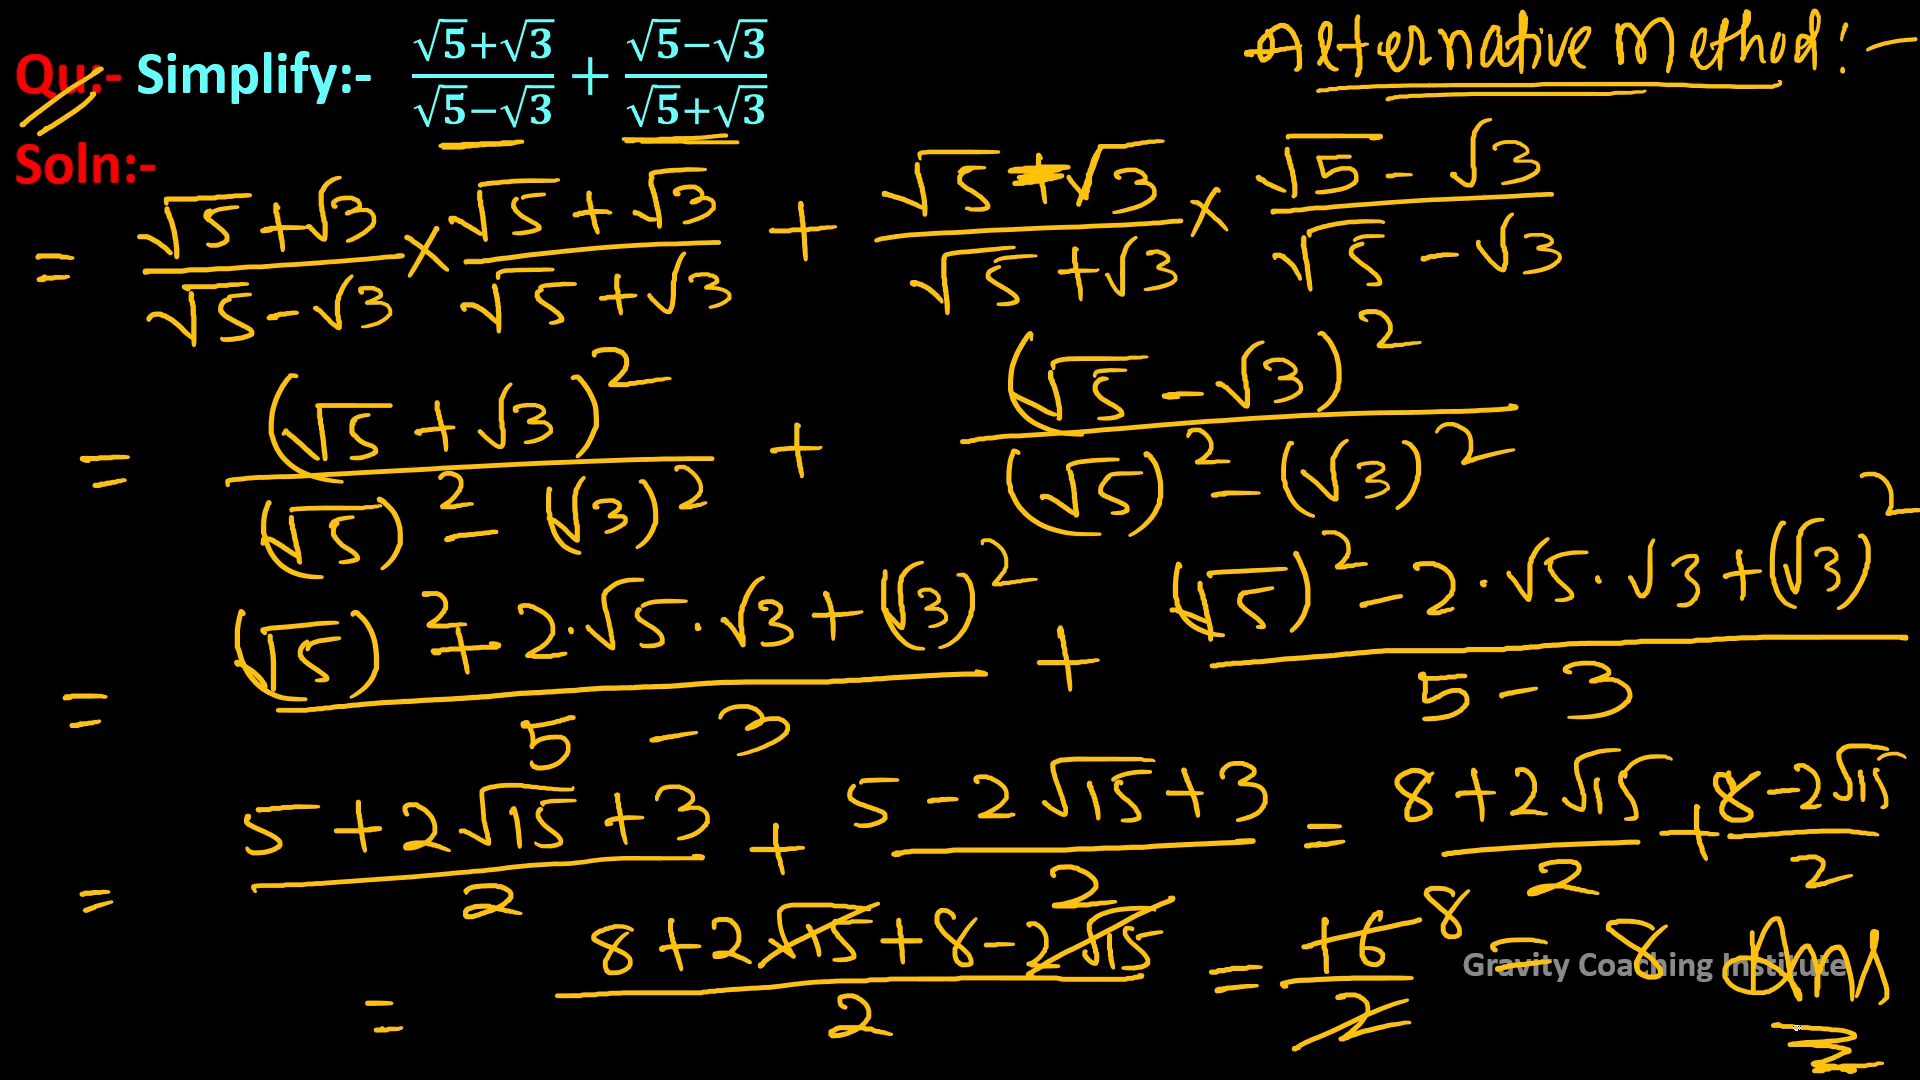 Qu:- Simplify:- (√5+√3)/(√5−√3) + (√5−√3)/(√5+√3)
Alternative Method:-
Soln:-
= (√5+√3)/(√5−√3) × (√5+√3)/(√5+√3) + (√5-√3)/(√5+√3) × (√5−√3)/(√5−√3)
= (√5+√3)²/((√5)²−(√3)²) + (√5−√3)²/((√5)²−(√3)²)
= ((√5)²+2·√5·√3+(√3)²)/(5−3) + ((√5)²−2·√5·√3+(√3)²)/(5−3)
= (5+2√15+3)/2 + (5−2√15+3)/2 = (8+2√15)/2 + (8−2√15)/2
= (8+2√15+8−2√15)/2 = 16/2 8 = 8 Ans
Gravity Coaching Institute